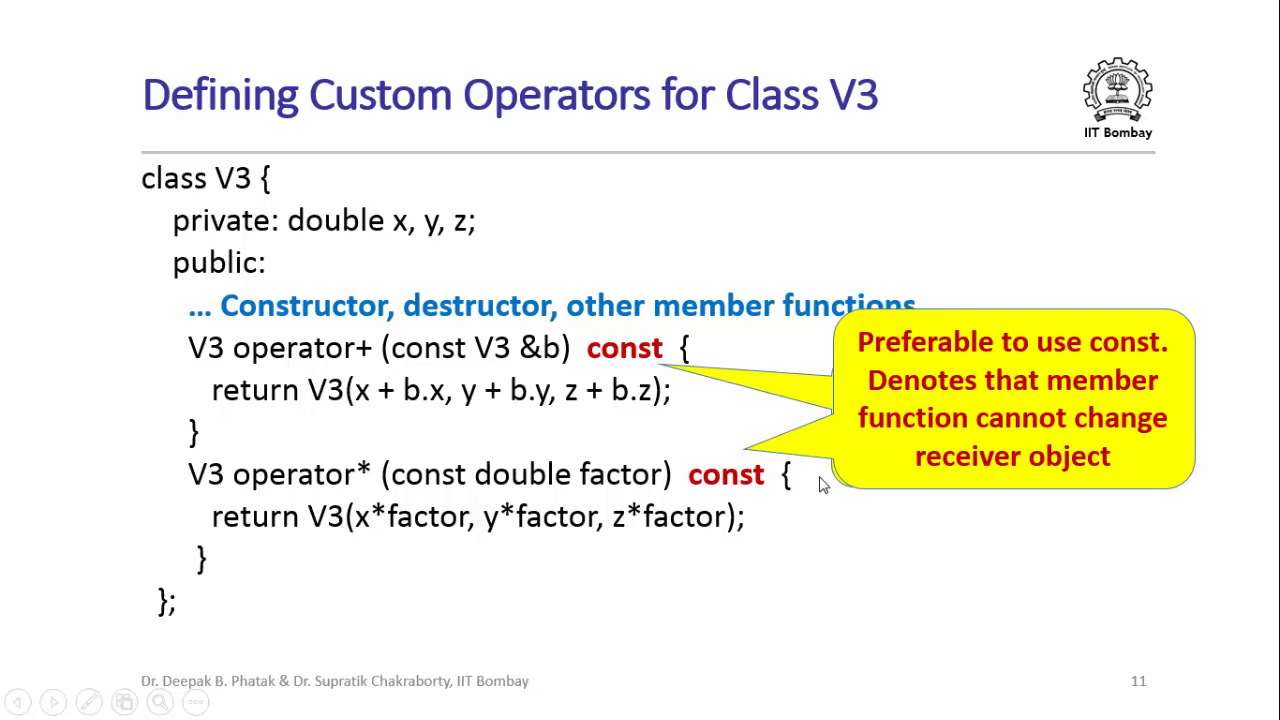 Defining Custom Operators for Class V3
IIT Bombay
class V3 {
private: double x, y, z;
public:
... Constructor, destructor, other member functions
V3 operator+ (const V3 &b) const {
return V3(x + b.x, y + b.y, z + b.z);
}
V3 operator* (const double factor) const {
return V3(x*factor, y*factor, z*factor);
}
};
Preferable to use const.
Denotes that member
function cannot change
receiver object
Dr. Deepak B. Phatak & Dr. Supratik Chakraborty, IIT Bombay
11